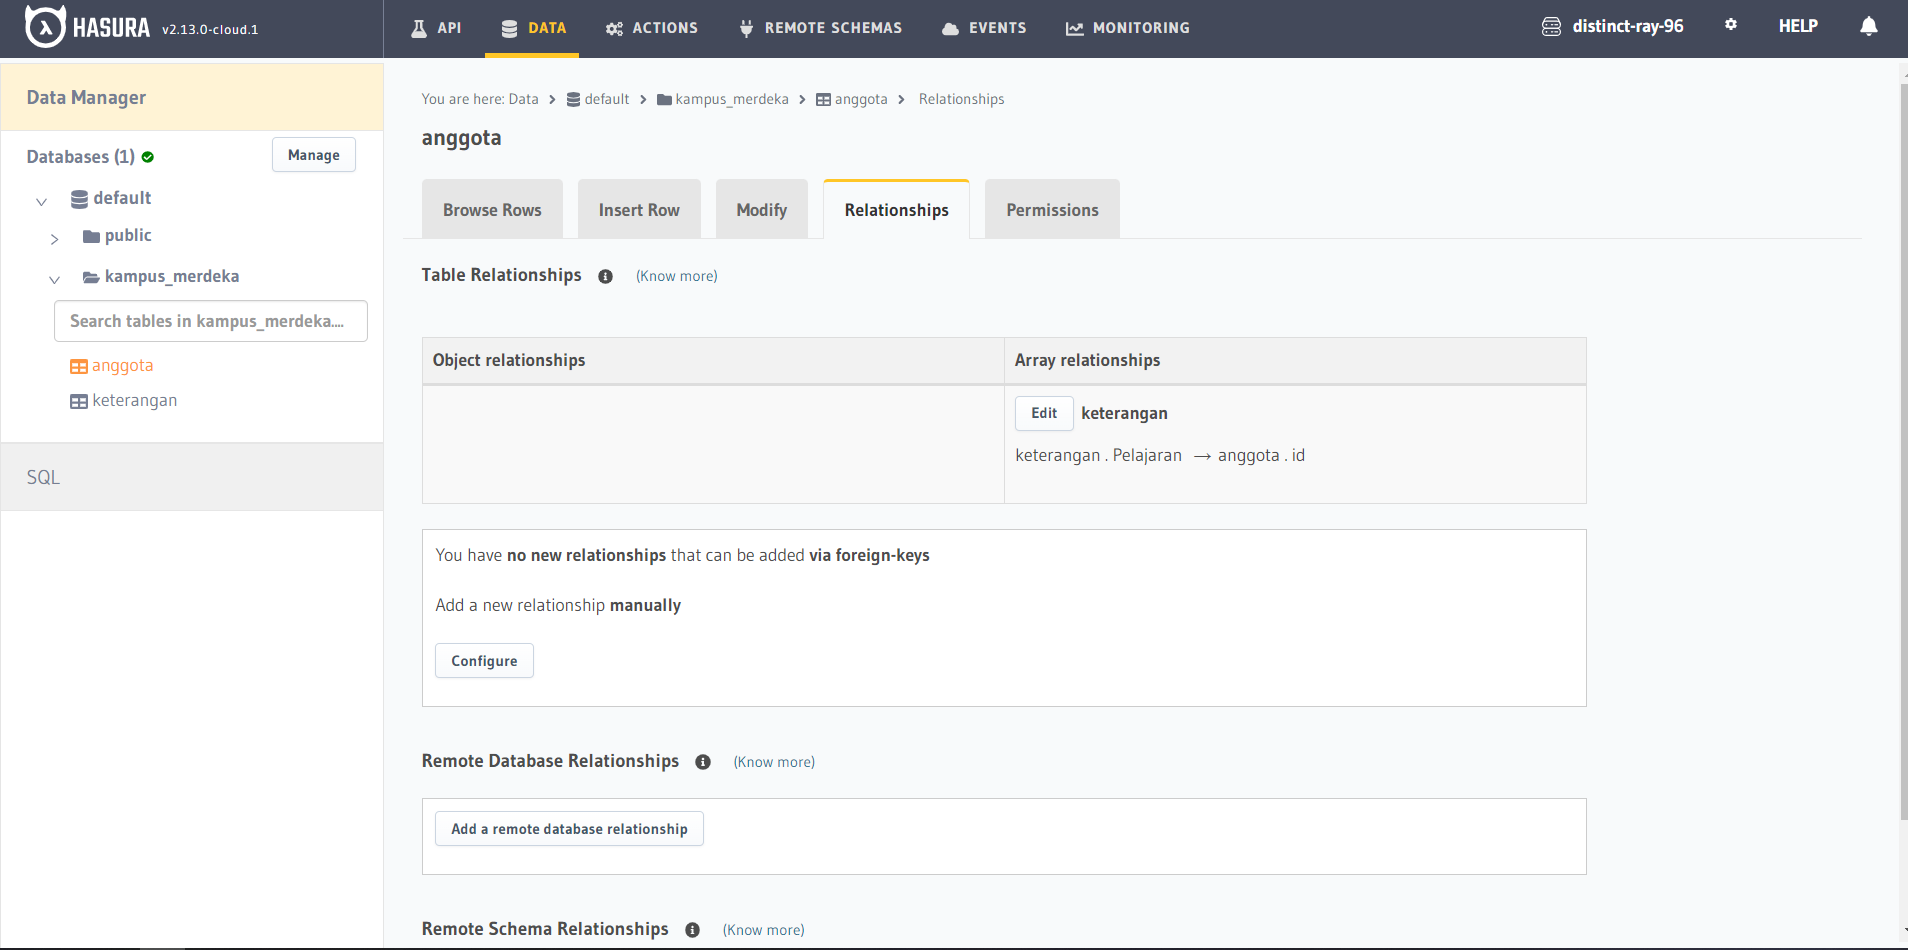 HASURA v2.13.0-cloud.1 API DATA ACTIONS REMOTE SCHEMAS EVENTS MONITORING distinct-ray-96 HELP
Data Manager
Databases (1) Manage
default
public
kampus_merdeka
Search tables in kampus_merdeka....
anggota
keterangan
SQL
You are here: Data > default > kampus_merdeka > anggota > Relationships
anggota
Browse Rows Insert Row Modify Relationships Permissions
Table Relationships (Know more)
Object relationships Array relationships
Edit keterangan
keterangan . Pelajaran → anggota . id
You have no new relationships that can be added via foreign-keys
Add a new relationship manually
Configure
Remote Database Relationships (Know more)
Add a remote database relationship
Remote Schema Relationships (Know more)